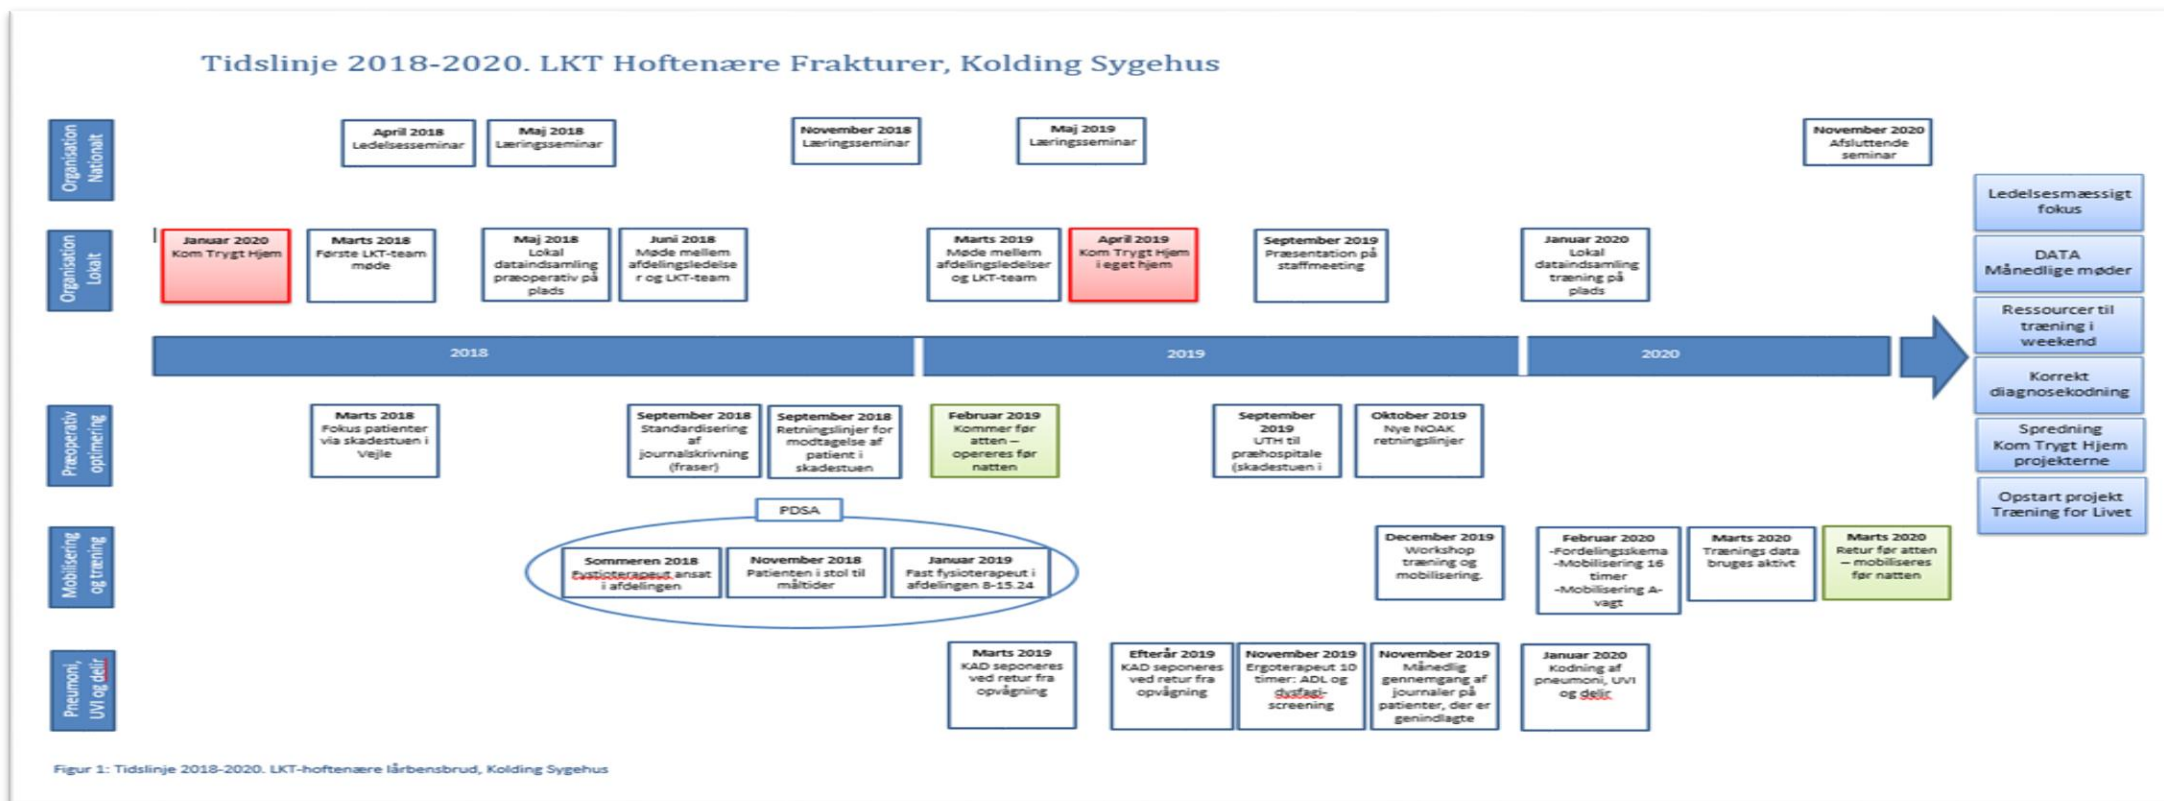 Tidslinje 2018-2020. LKT Hoftenære Frakturer, Kolding Sygehus
Organisation
Nationalt
April 2018
Ledelsesseminar
Maj 2018
Læringsseminar
November 2018
Læringsseminar
Maj 2019
Læringsseminar
November 2020
Afsluttende
seminar
Organisation
Lokalt
Januar 2020
Kom Trygt Hjem
Marts 2018
Første LKT-team
møde
Maj 2018
Lokal
dataindsamling
præoperativ på
plads
Juni 2018
Møde mellem
afdelingsledelse
r og LKT-team
Marts 2019
Møde mellem
afdelingsledelser
og LKT-team
April 2019
Kom Trygt Hjem
i eget hjem
September 2019
Præsentation på
staffmeeting
Januar 2020
Lokal
dataindsamling
træning på
plads
2018
2019
2020
Præoperativ
optimering
Marts 2018
Fokus patienter
via skadestuen i
Vejle
September 2018
Standardisering
af
journalskrivning
(fraser)
September 2018
Retningslinjer for
modtagelse af
patient i
skadestuen
Februar 2019
Kommer før
atten –
opereres før
natten
September
2019
UTH til
præhospitale
(skadestuen i
Oktober 2019
Nye NOAK
retningslinjer
PDSA
Mobilisering
og træning
Sommeren 2018
Fystioterapeut ansat
i afdelingen
November 2018
Patienten i stol til
måltider
Januar 2019
Fast fysioterapeut i
afdelingen 8-15.24
December 2019
Workshop
træning og
mobilisering.
Februar 2020
-Fordelingsskema
-Mobilisering 16
timer
-Mobilisering A-
vagt
Marts 2020
Trænings data
bruges aktivt
Marts 2020
Retur før atten
– mobiliseres
før natten
Pneumoni,
UVI og delir
Marts 2019
KAD seponeres
ved retur fra
opvågning
Efterår 2019
KAD seponeres
ved retur fra
opvågning
November 2019
Ergoterapeut 10
timer: ADL og
dysfagi-
screening
November 2019
Månedlig
gennemgang af
journaler på
patienter, der er
genindlagte
Januar 2020
Kodning af
pneumoni, UVI
og delir
Ledelsesmæssigt
fokus
DATA
Månedlige møder
Ressourcer til
træning i
weekend
Korrekt
diagnosekodning
Spredning
Kom Trygt Hjem
projekterne
Opstart projekt
Træning for Livet
Figur 1: Tidslinje 2018-2020. LKT-hoftenære lårbensbrud, Kolding Sygehus